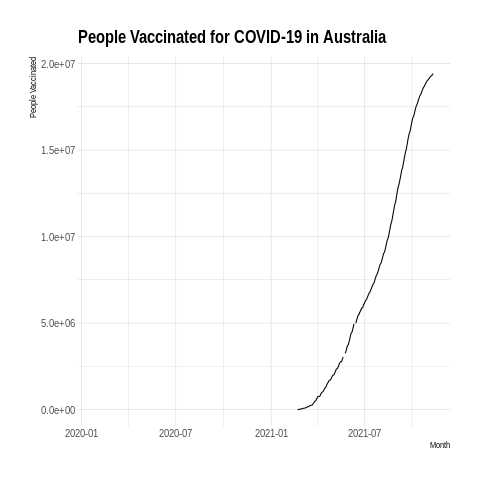 People Vaccinated for COVID-19 in Australia
People Vaccinated
2.0e+07
1.5e+07
1.0e+07
5.0e+06
0.0e+00
2020-01 2020-07 2021-01 2021-07
Month